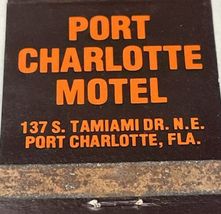 PORT
CHARLOTTE
MOTEL
137 S. TAMIAMI DR. N.E.
PORT CHARLOTTE, FLA.